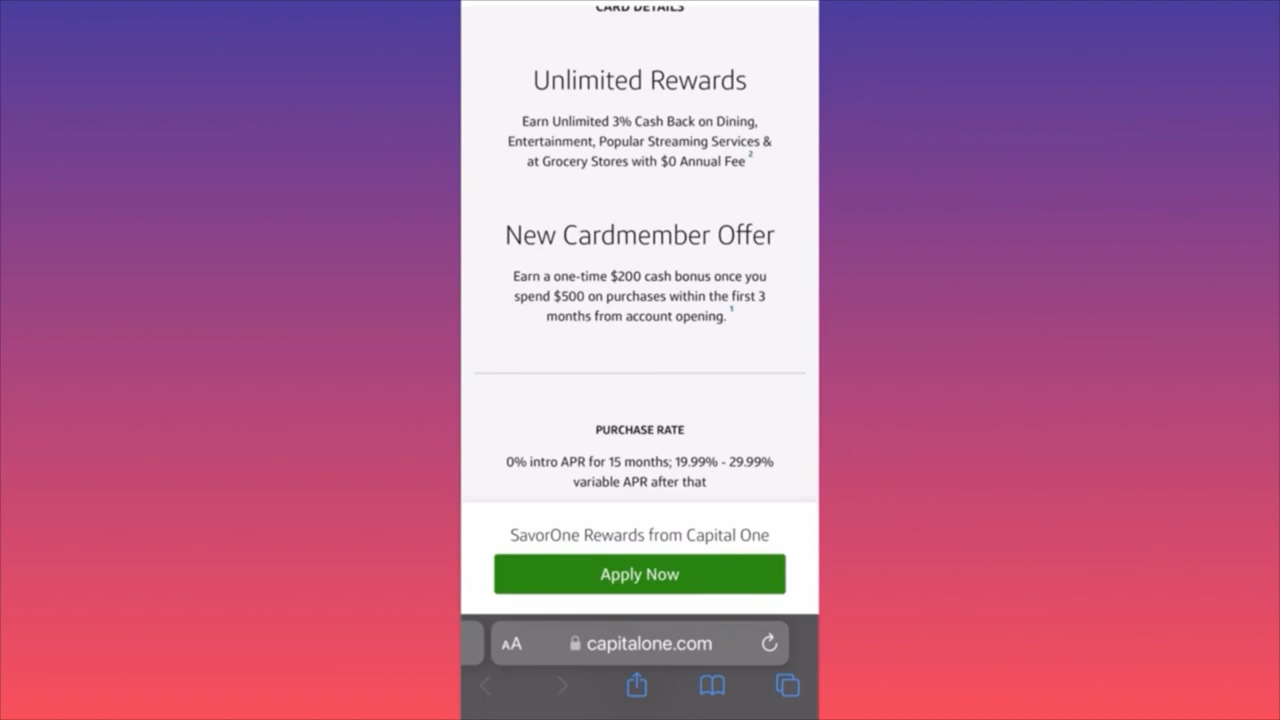 CARD DETAILS
Unlimited Rewards
Earn Unlimited 3% Cash Back on Dining,
Entertainment, Popular Streaming Services &
at Grocery Stores with $0 Annual Fee 2
New Cardmember Offer
Earn a one-time $200 cash bonus once you
spend $500 on purchases within the first 3
months from account opening. 1
PURCHASE RATE
0% intro APR for 15 months; 19.99% - 29.99%
variable APR after that
SavorOne Rewards from Capital One
Apply Now
AA capitalone.com